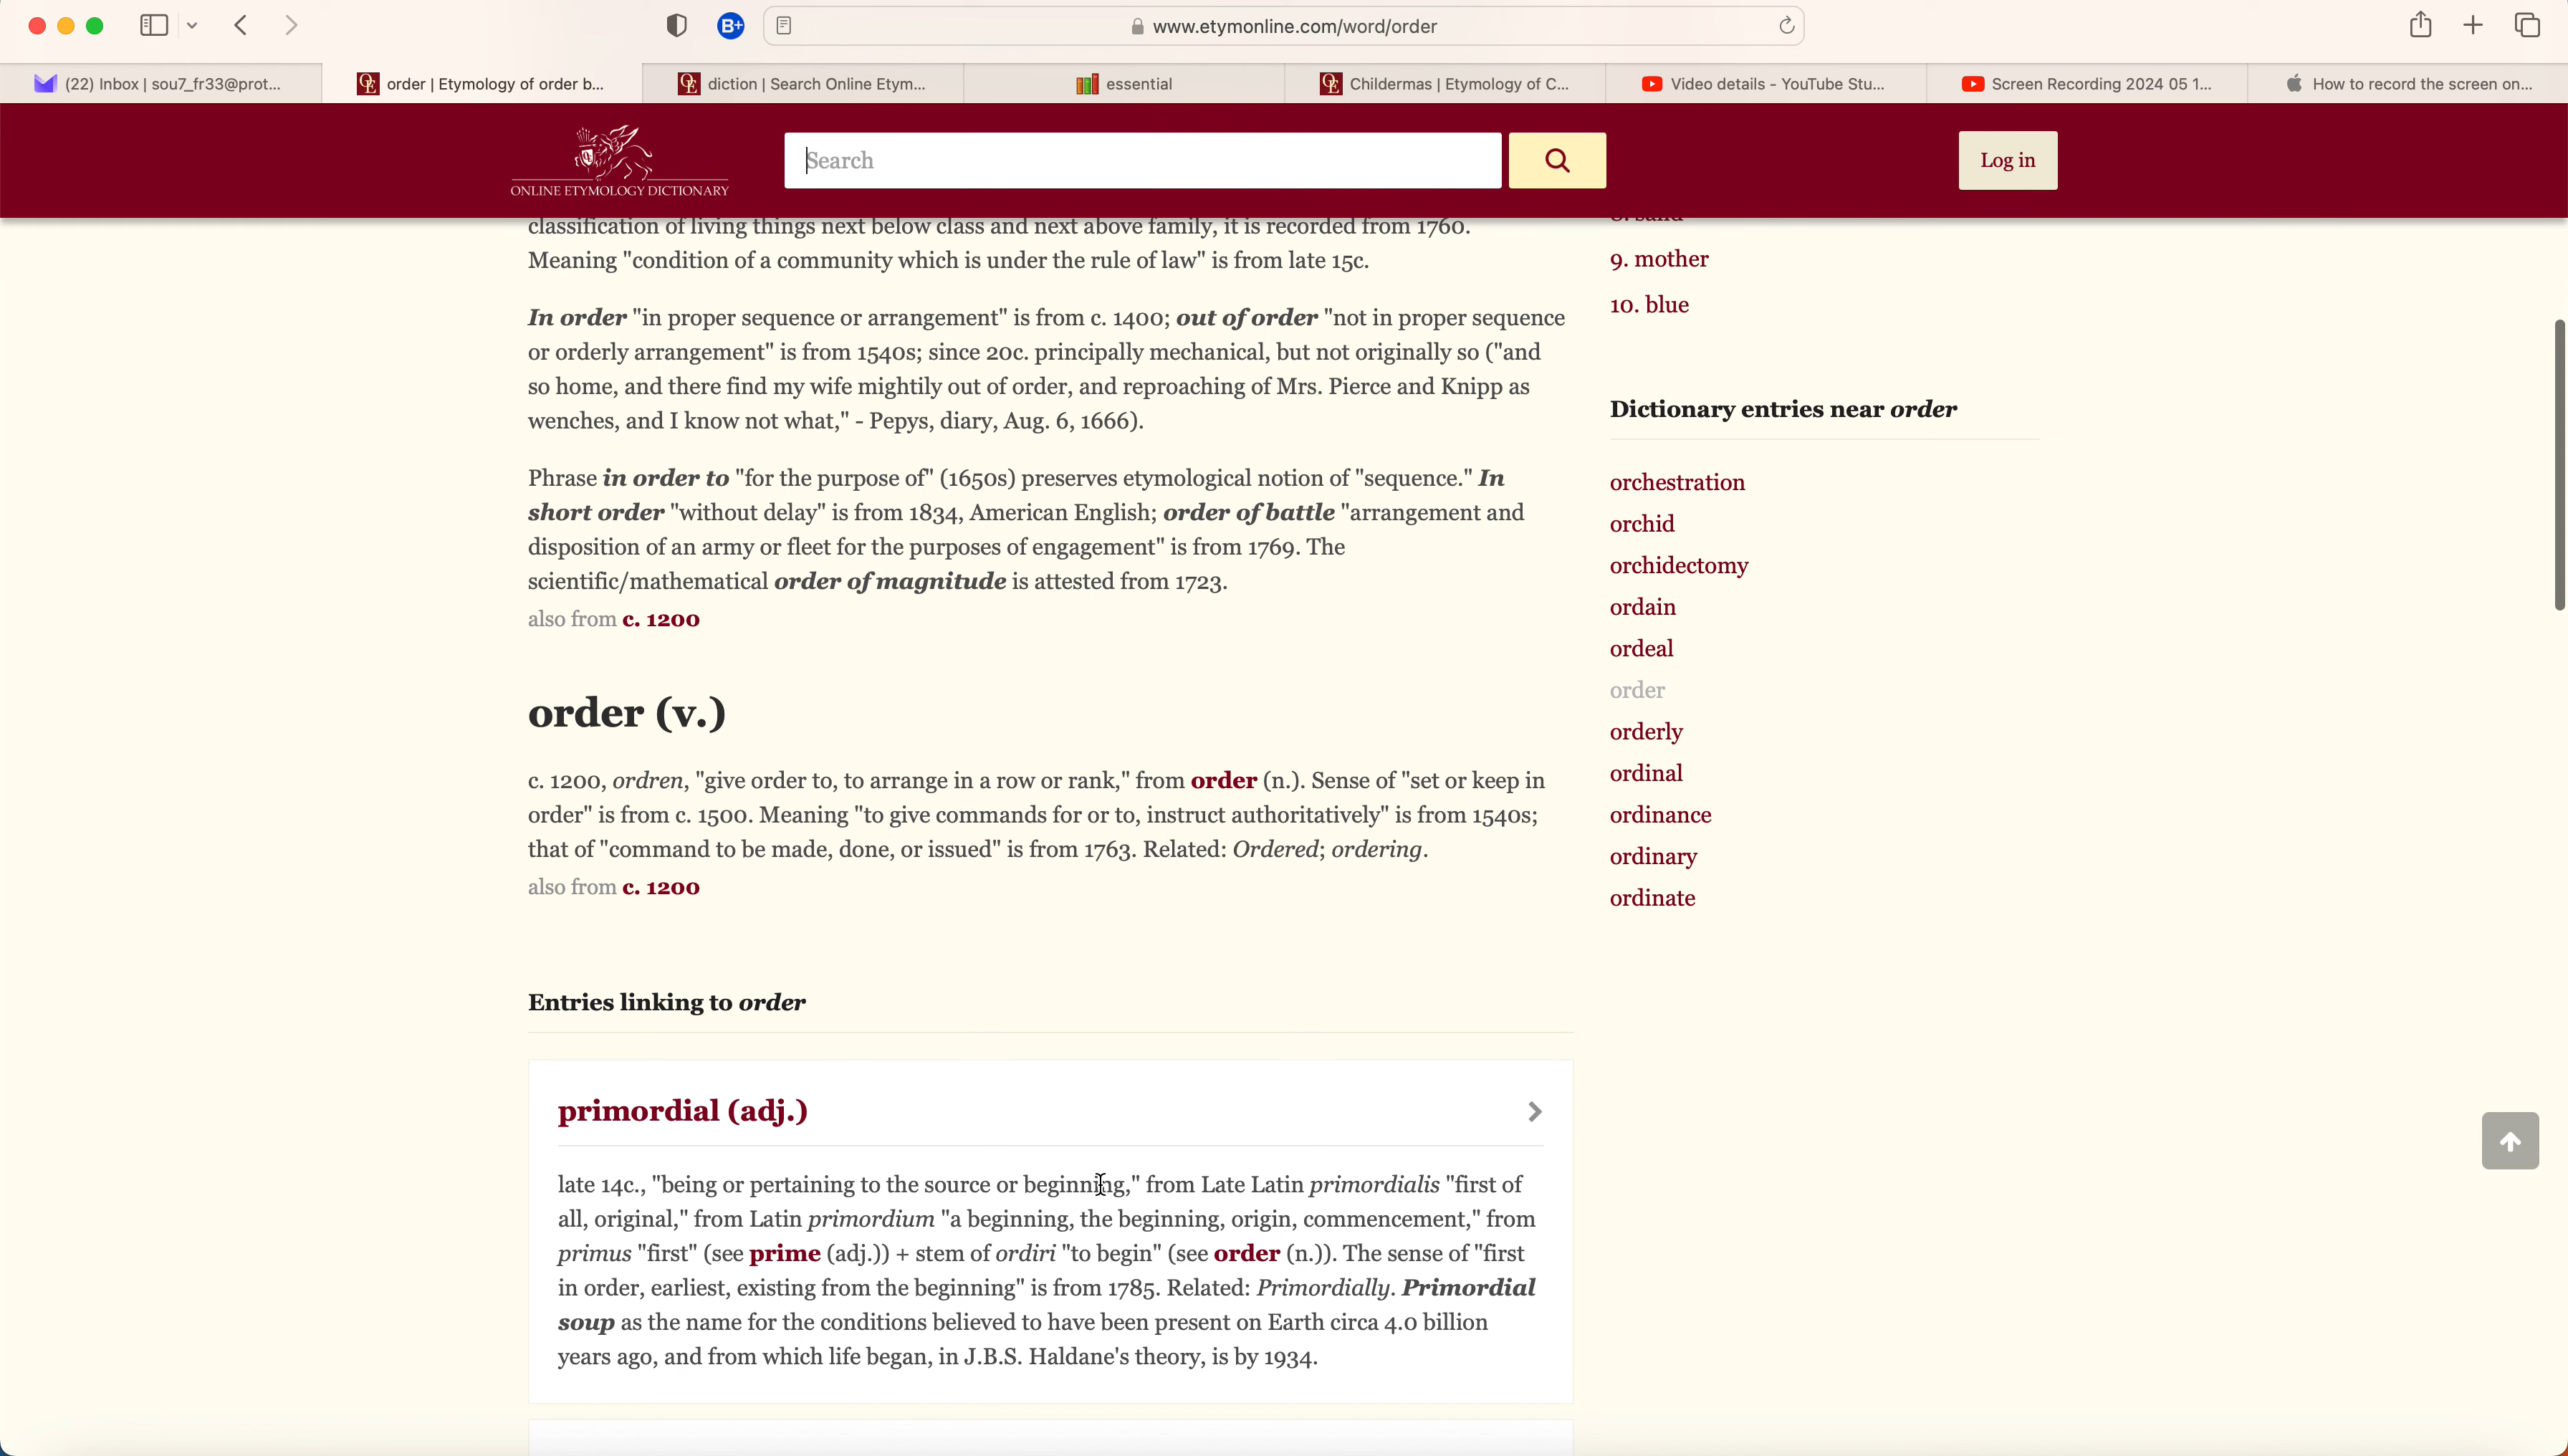 B+
www.etymonline.com/word/order
(22) Inbox | sou7_fr33@prot...
order | Etymology of order b...
diction | Search Online Etym...
essential
Childermas | Etymology of C...
Video details - YouTube Stu...
Screen Recording 2024 05 1...
How to record the screen on...
ONLINE ETYMOLOGY DICTIONARY
Search
Log in
classification of living things next below class and next above family, it is recorded from 1760.
Meaning "condition of a community which is under the rule of law" is from late 15c.
In order "in proper sequence or arrangement" is from c. 1400; out of order "not in proper sequence
or orderly arrangement" is from 1540s; since 20c. principally mechanical, but not originally so ("and
so home, and there find my wife mightily out of order, and reproaching of Mrs. Pierce and Knipp as
wenches, and I know not what," - Pepys, diary, Aug. 6, 1666).
Phrase in order to "for the purpose of" (1650s) preserves etymological notion of "sequence." In
short order "without delay" is from 1834, American English; order of battle "arrangement and
disposition of an army or fleet for the purposes of engagement" is from 1769. The
scientific/mathematical order of magnitude is attested from 1723.
also from c. 1200
order (v.)
c. 1200, ordren, "give order to, to arrange in a row or rank," from order (n.). Sense of "set or keep in
order" is from c. 1500. Meaning "to give commands for or to, instruct authoritatively" is from 1540s;
that of "command to be made, done, or issued" is from 1763. Related: Ordered; ordering.
also from c. 1200
Entries linking to order
primordial (adj.)
late 14c., "being or pertaining to the source or beginning," from Late Latin primordialis "first of
all, original," from Latin primordium "a beginning, the beginning, origin, commencement," from
primus "first" (see prime (adj.)) + stem of ordiri "to begin" (see order (n.)). The sense of "first
in order, earliest, existing from the beginning" is from 1785. Related: Primordially. Primordial
soup as the name for the conditions believed to have been present on Earth circa 4.0 billion
years ago, and from which life began, in J.B.S. Haldane's theory, is by 1934.
9. mother
10. blue
Dictionary entries near order
orchestration
orchid
orchidectomy
ordain
ordeal
order
orderly
ordinal
ordinance
ordinary
ordinate